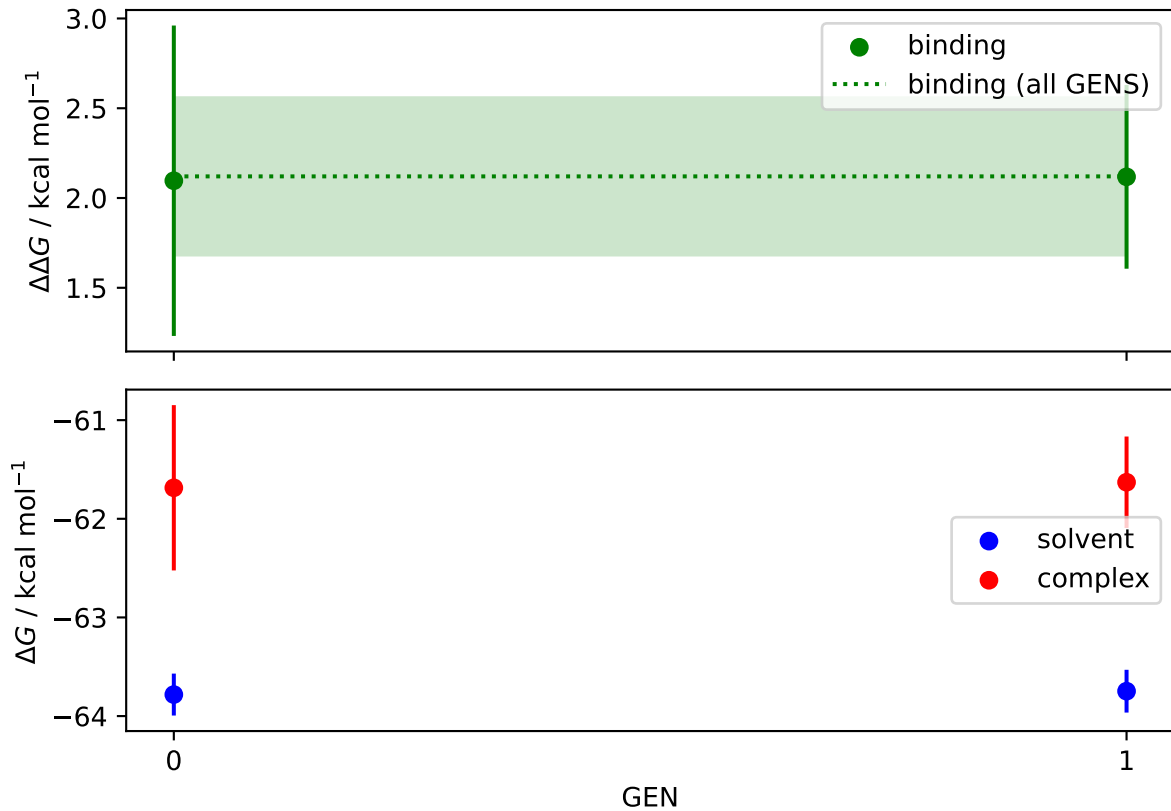 3.0
2.5
2.0
1.5
ΔΔG / kcal mol⁻¹
binding
binding (all GENS)
−61
−62
−63
−64
ΔG / kcal mol⁻¹
solvent
complex
0
1
GEN